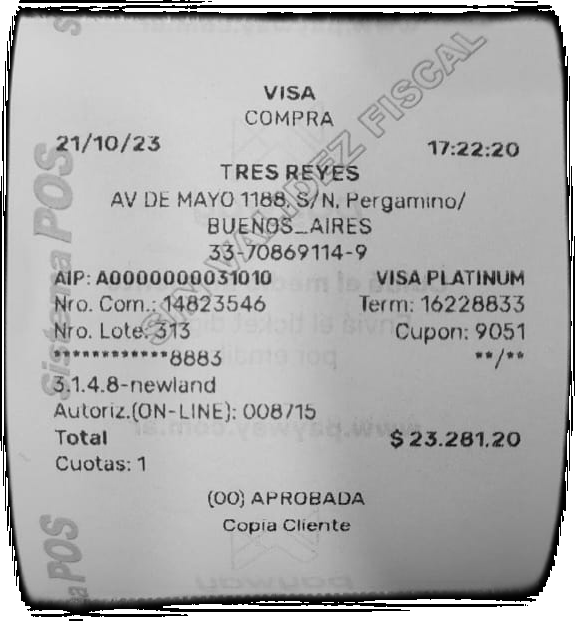 VISA
COMPRA
21/10/23 17:22:20
TRES REYES
AV DE MAYO 1188, S/N, Pergamino/
BUENOS_AIRES
33-70869114-9
AIP: A0000000031010 VISA PLATINUM
Nro. Com.: 14823546 Term: 16228833
Nro. Lote: 313 Cupon: 9051
************8883 **/**
3.1.4.8-newland
Autoriz.(ON-LINE): 008715
Total $ 23.281.20
Cuotas: 1
(00) APROBADA
Copia Cliente
SIN VALIDEZ FISCAL
Sistema POS
ma POS